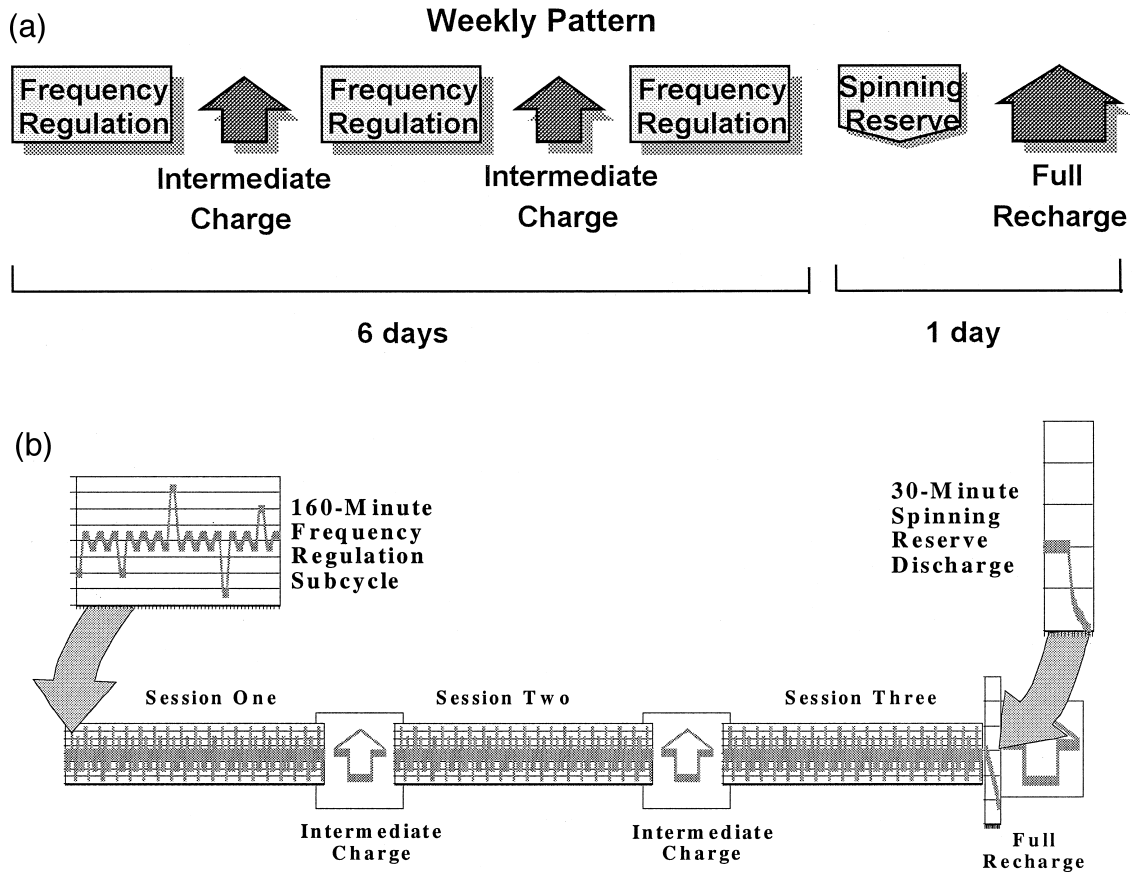 (a)
Weekly Pattern
Frequency
Regulation
Frequency
Regulation
Frequency
Regulation
Spinning
Reserve
Intermediate
Charge
Intermediate
Charge
Full
Recharge
6 days
1 day
(b)
160-Minute
Frequency
Regulation
Subcycle
30-Minute
Spinning
Reserve
Discharge
Session One
Session Two
Session Three
Intermediate
Charge
Intermediate
Charge
Full
Recharge